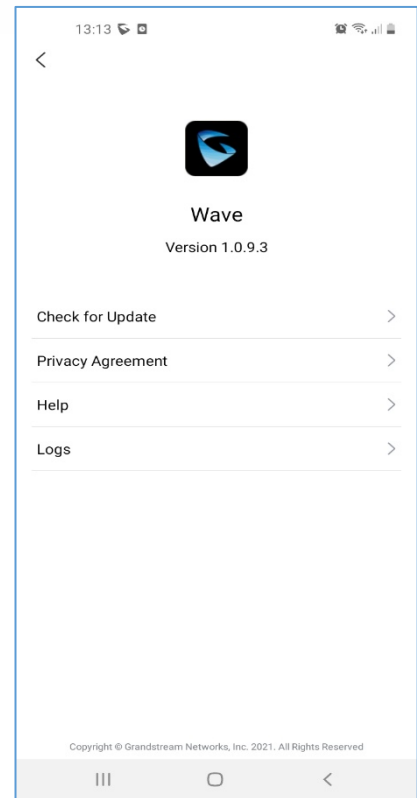 13:13
Wave
Version 1.0.9.3
Check for Update
Privacy Agreement
Help
Logs
Copyright © Grandstream Networks, Inc. 2021. All Rights Reserved